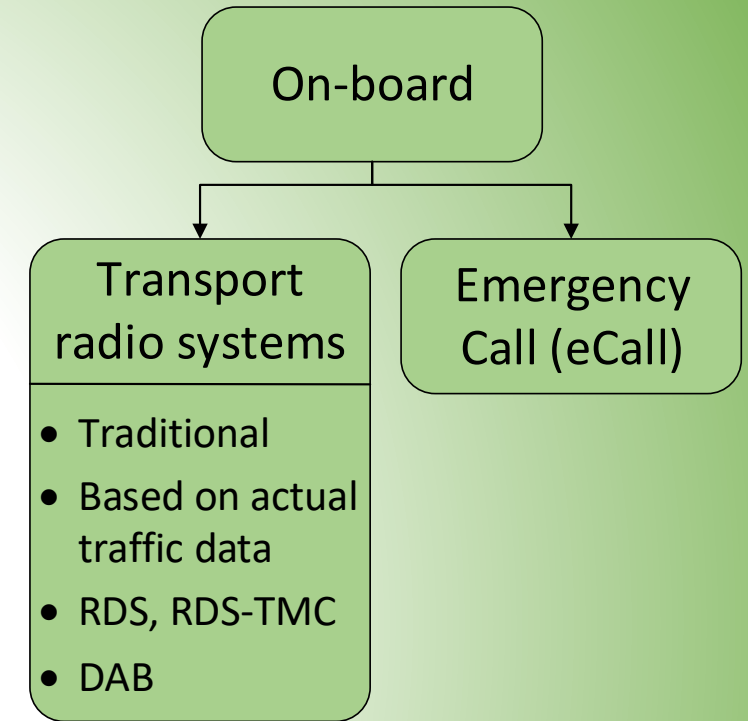 On-board
Transport
radio systems
• Traditional
• Based on actual
traffic data
• RDS, RDS-TMC
• DAB
Emergency
Call (eCall)